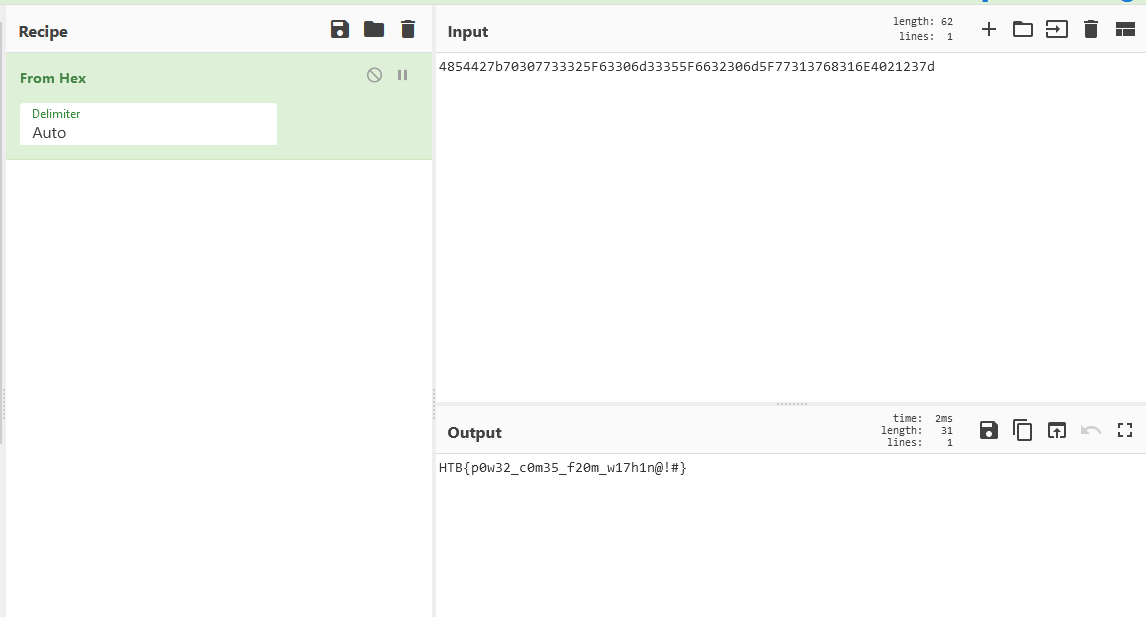 Recipe
From Hex
Delimiter
Auto
Input
length: 62
lines: 1
4854427b70307733325F63306d33355F6632306d5F77313768316E4021237d
Output
time: 2ms
length: 31
lines: 1
HTB{p0w32_c0m35_f20m_w17h1n@!#}